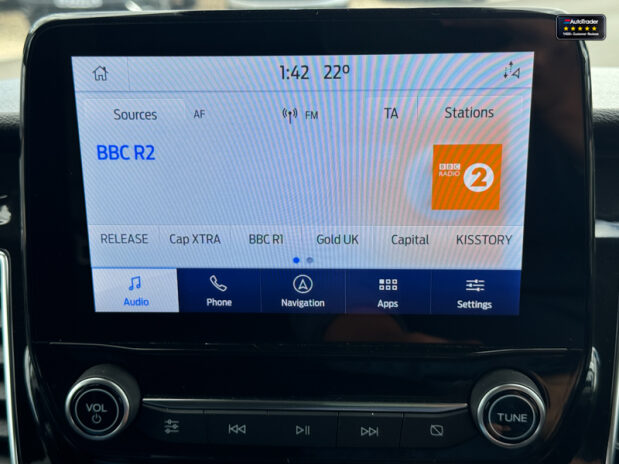 AutoTrader
1:42 22°
Sources AF FM TA Stations
BBC R2
BBC
RADIO 2
RELEASE Cap XTRA BBC R1 Gold UK Capital KISSTORY
Audio Phone Navigation Apps Settings
VOL TUNE